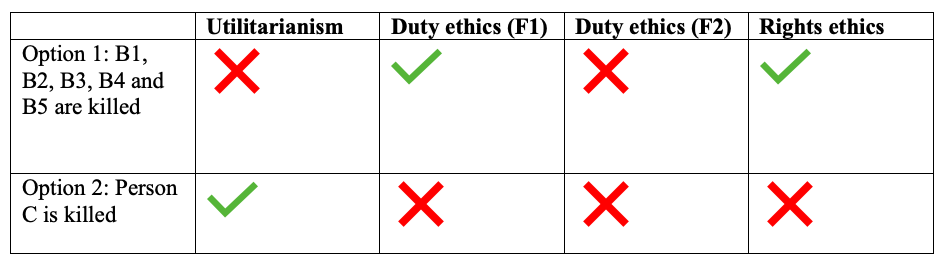 Utilitarianism Duty ethics (F1) Duty ethics (F2) Rights ethics
Option 1: B1,
B2, B3, B4 and
B5 are killed
Option 2: Person
C is killed